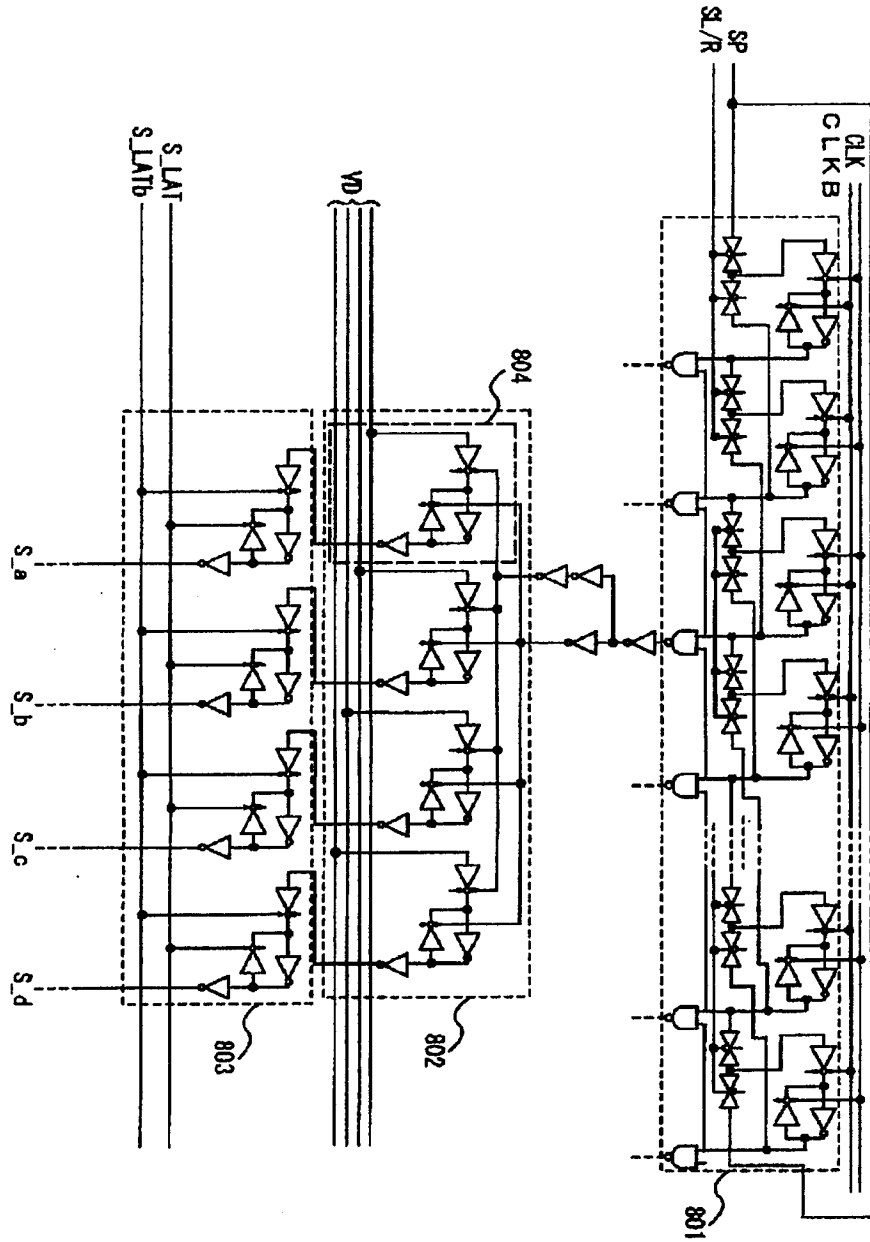 CLK
CLKB
SP
SL/R
801
VD
804
802
S_LAT
S_LATb
803
S_a
S_b
S_c
S_d